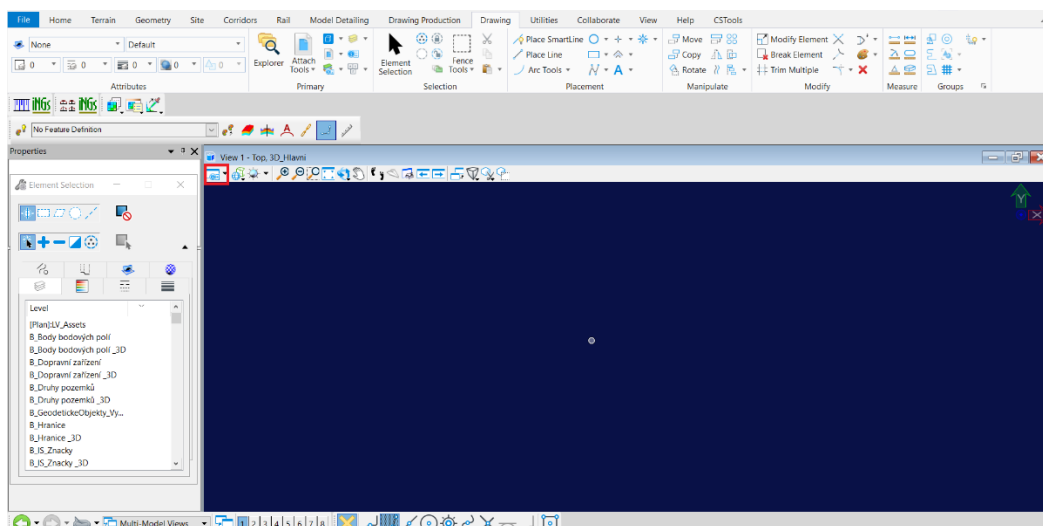 File Home Terrain Geometry Site Corridors Rail Model Detailing Drawing Production Drawing Utilities Collaborate View Help CSTools
None Default
0 0 0 0 0
Attributes
Explorer Attach Tools
Primary
Element Selection Fence Tools
Selection
Place SmartLine
Place Line
Arc Tools
Placement
Move
Copy
Rotate
Manipulate
Modify Element
Break Element
Trim Multiple
Modify
Measure
Groups
iNGs iNGs
No Feature Definition
Properties
View 1 - Top, 3D_Hlavni
Element Selection
Level
[Plan]:LV_Assets
B_Body bodových polí
B_Body bodových polí _3D
B_Dopravní zařízení
B_Dopravní zařízení _3D
B_Druhy pozemků
B_Druhy pozemků _3D
B_GeodetickeObjekty_Vy...
B_Hranice
B_Hranice _3D
B_IS_Znacky
B_IS_Znacky _3D
Y
X
Multi-Model Views 1 2 3 4 5 6 7 8